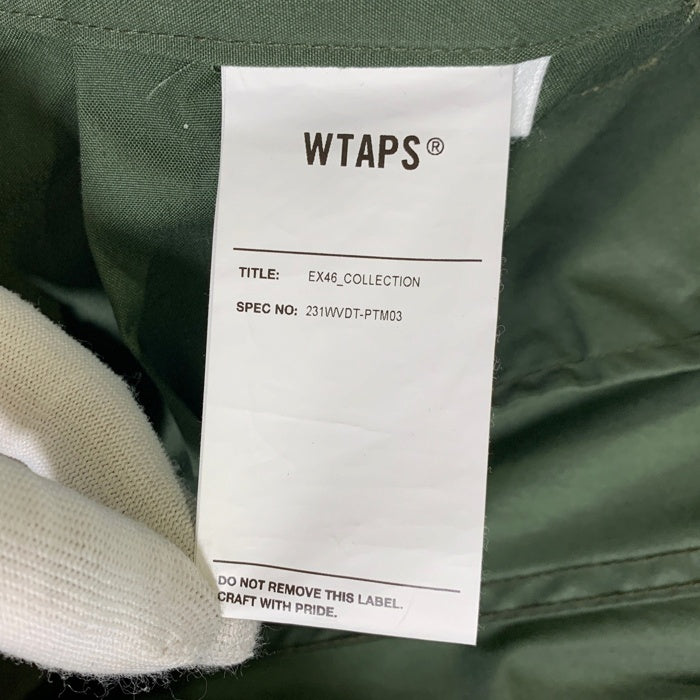 WTAPS®
TITLE: EX46_COLLECTION
SPEC NO: 231WVDT-PTM03
DO NOT REMOVE THIS LABEL.
CRAFT WITH PRIDE.